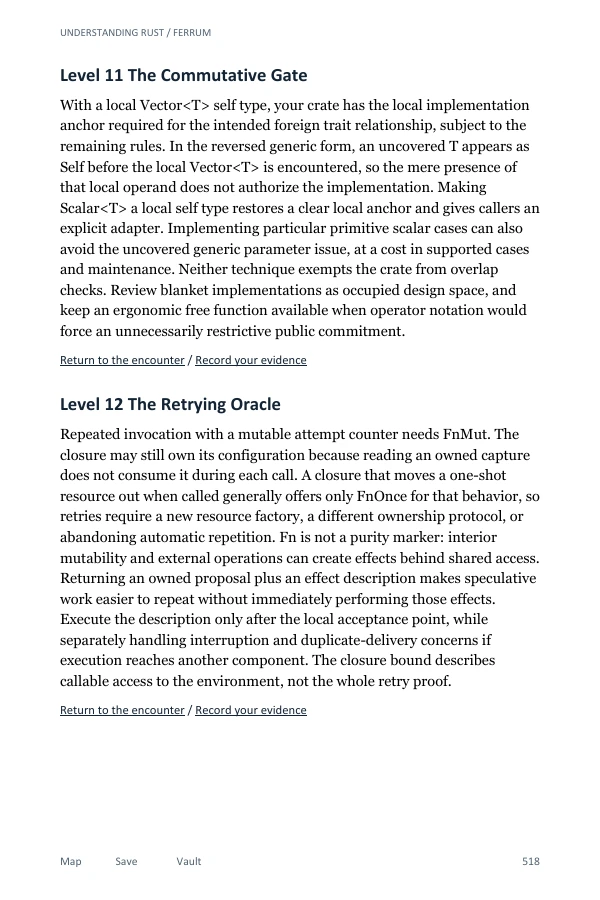 UNDERSTANDING RUST / FERRUM
Level 11 The Commutative Gate
With a local Vector<T> self type, your crate has the local implementation
anchor required for the intended foreign trait relationship, subject to the
remaining rules. In the reversed generic form, an uncovered T appears as
Self before the local Vector<T> is encountered, so the mere presence of
that local operand does not authorize the implementation. Making
Scalar<T> a local self type restores a clear local anchor and gives callers an
explicit adapter. Implementing particular primitive scalar cases can also
avoid the uncovered generic parameter issue, at a cost in supported cases
and maintenance. Neither technique exempts the crate from overlap
checks. Review blanket implementations as occupied design space, and
keep an ergonomic free function available when operator notation would
force an unnecessarily restrictive public commitment.
Return to the encounter / Record your evidence
Level 12 The Retrying Oracle
Repeated invocation with a mutable attempt counter needs FnMut. The
closure may still own its configuration because reading an owned capture
does not consume it during each call. A closure that moves a one-shot
resource out when called generally offers only FnOnce for that behavior, so
retries require a new resource factory, a different ownership protocol, or
abandoning automatic repetition. Fn is not a purity marker: interior
mutability and external operations can create effects behind shared access.
Returning an owned proposal plus an effect description makes speculative
work easier to repeat without immediately performing those effects.
Execute the description only after the local acceptance point, while
separately handling interruption and duplicate-delivery concerns if
execution reaches another component. The closure bound describes
callable access to the environment, not the whole retry proof.
Return to the encounter / Record your evidence
Map Save Vault 518